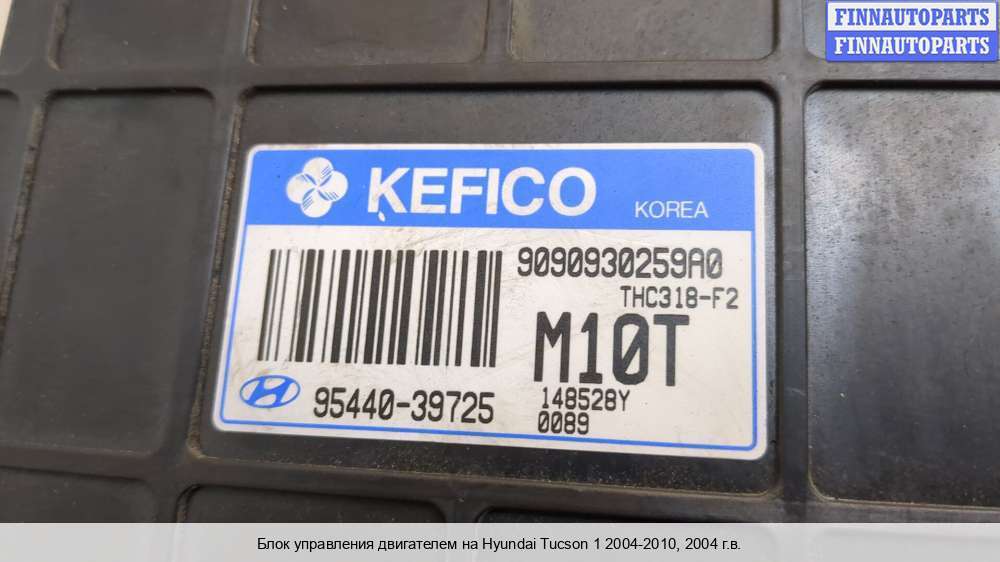 FINNAUTOPARTS
FINNAUTOPARTS
KEFICO
KOREA
9090930259A0
THC318-F2
M10T
95440-39725
148528Y
0089
Блок управления двигателем на Hyundai Tucson 1 2004-2010, 2004 г.в.